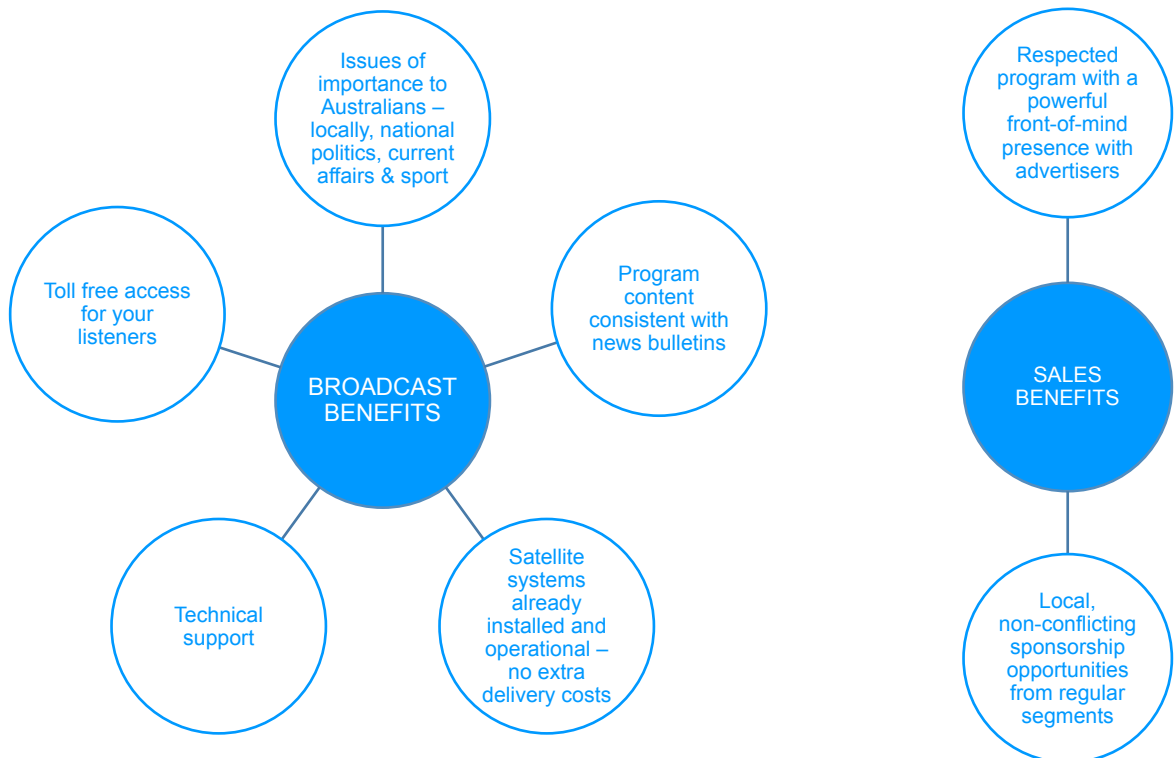 Issues of
importance to
Australians –
locally, national
politics, current
affairs & sport
Toll free access
for your
listeners
Program
content
consistent with
news bulletins
BROADCAST
BENEFITS
Technical
support
Satellite
systems
already
installed and
operational –
no extra
delivery costs
Respected
program with a
powerful
front-of-mind
presence with
advertisers
SALES
BENEFITS
Local,
non-conflicting
sponsorship
opportunities
from regular
segments